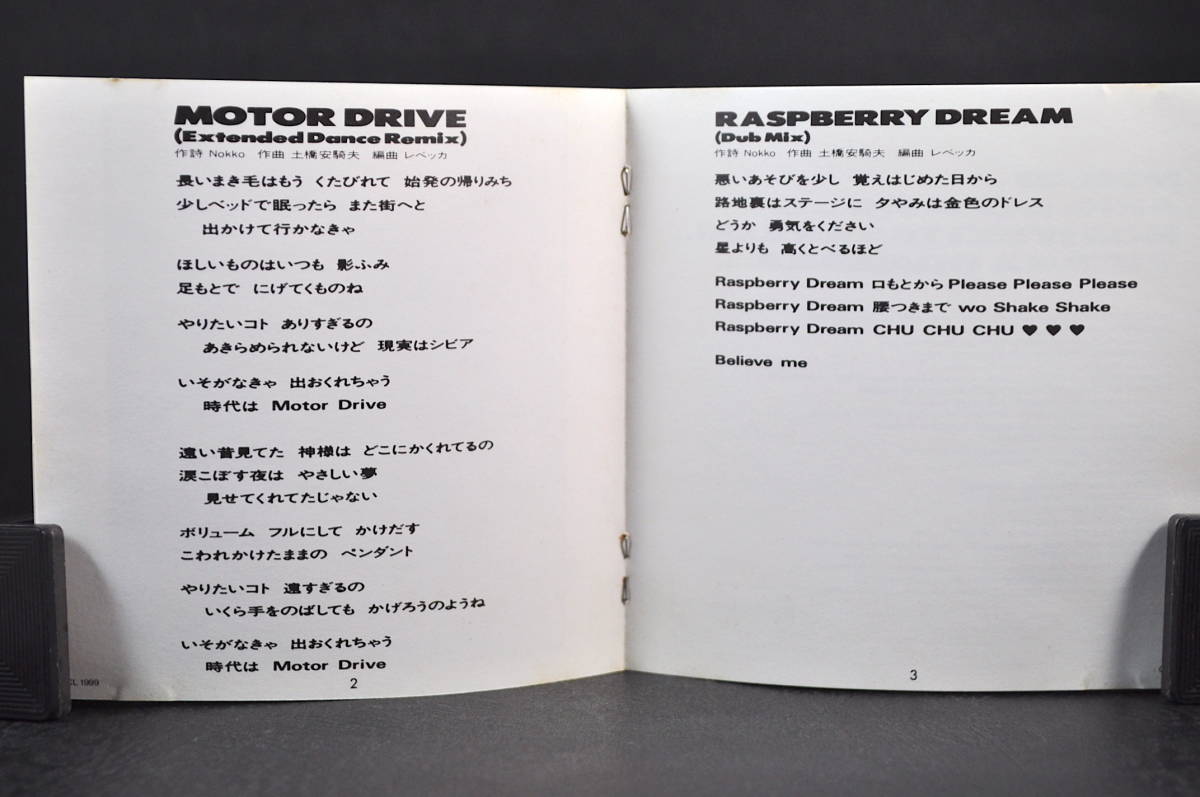 MOTOR DRIVE
(Extended Dance Remix)
作詩 Nokko 作曲 土橋安騎夫 編曲 レベッカ
長いまき毛はもう くたびれて 始発の帰りみち
少しベッドで眠ったら また街へと
出かけて行かなきゃ
ほしいものはいつも 影ふみ
足もとで にげてくものね
やりたいコト ありすぎるの
あきらめられないけど 現実はシビア
いそがなきゃ 出おくれちゃう
時代は Motor Drive
遠い昔見てた 神様は どこにかくれてるの
涙こぼす夜は やさしい夢
見せてくれてたじゃない
ボリューム フルにして かけだす
こわれかけたままの ペンダント
やりたいコト 遠すぎるの
いくら手をのばしても かげろうのようね
いそがなきゃ 出おくれちゃう
時代は Motor Drive
CL 1999
2
RASPBERRY DREAM
(Dub Mix)
作詩 Nokko 作曲 土橋安騎夫 編曲 レベッカ
悪いあそびを少し 覚えはじめた日から
路地裏はステージに 夕やみは金色のドレス
どうか 勇気をください
星よりも 高くとべるほど
Raspberry Dream 口もとから Please Please Please
Raspberry Dream 腰つきまで wo Shake Shake
Raspberry Dream CHU CHU CHU ♥ ♥ ♥
Believe me
3